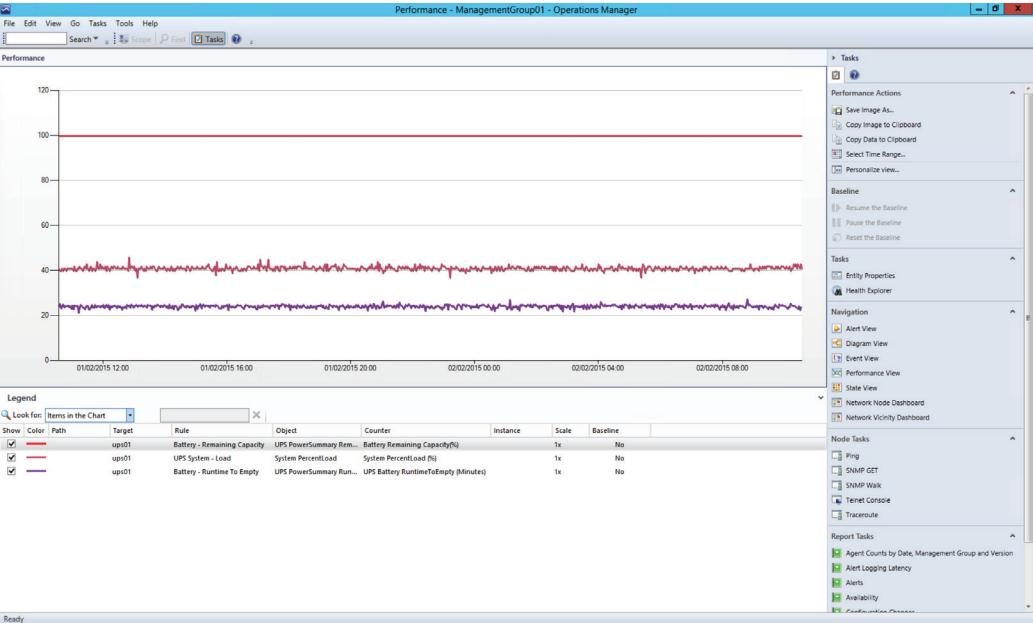 Performance - ManagementGroup01 - Operations Manager
File Edit View Go Tasks Tools Help
Search Scope Find Tasks
Performance
120
100
80
60
40
20
0
01/02/2015 12:00 01/02/2015 16:00 01/02/2015 20:00 02/02/2015 00:00 02/02/2015 04:00 02/02/2015 08:00
Legend
Look for: Items in the Chart
Show Color Path Target Rule Object Counter Instance Scale Baseline
ups01 Battery - Remaining Capacity UPS PowerSummary Rem... Battery Remaining Capacity(%) 1x No
ups01 UPS System - Load System PercentLoad System PercentLoad (%) 1x No
ups01 Battery - Runtime To Empty UPS PowerSummary Run... UPS Battery RuntimeToEmpty (Minutes) 1x No
Tasks
Performance Actions
Save Image As...
Copy Image to Clipboard
Copy Data to Clipboard
Select Time Range...
Personalize view...
Baseline
Resume the Baseline
Pause the Baseline
Reset the Baseline
Tasks
Entity Properties
Health Explorer
Navigation
Alert View
Diagram View
Event View
Performance View
State View
Network Node Dashboard
Network Vicinity Dashboard
Node Tasks
Ping
SNMP GET
SNMP Walk
Telnet Console
Traceroute
Report Tasks
Agent Counts by Date, Management Group and Version
Alert Logging Latency
Alerts
Availability
Configuration Changes
Ready